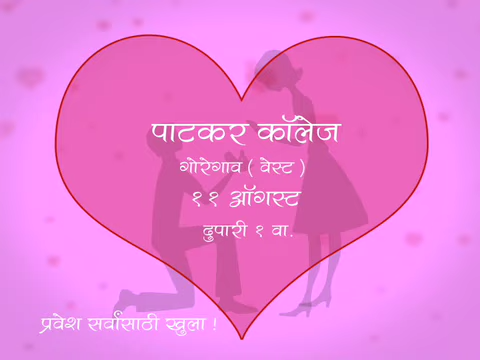 पाटकर कॉलेज
गोरेगाव ( वेस्ट )
११ ऑगस्ट
दुपारी १ वा.
प्रवेश सर्वांसाठी खुला !